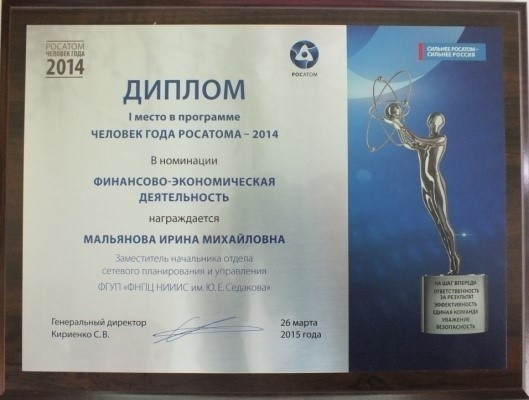 РОСАТОМ
ЧЕЛОВЕК ГОДА
2014
РОСАТОМ
СИЛЬНЕЕ РОСАТОМ –
СИЛЬНЕЕ РОССИЯ
ДИПЛОМ
I место в программе
ЧЕЛОВЕК ГОДА РОСАТОМА – 2014
В номинации
ФИНАНСОВО-ЭКОНОМИЧЕСКАЯ
ДЕЯТЕЛЬНОСТЬ
награждается
МАЛЬЯНОВА ИРИНА МИХАЙЛОВНА
Заместитель начальника отдела
сетевого планирования и управления
ФГУП «ФНПЦ НИИИС им. Ю. Е. Седакова»
Генеральный директор
Кириенко С. В.
26 марта
2015 года
НА ШАГ ВПЕРЕДИ
ОТВЕТСТВЕННОСТЬ
ЗА РЕЗУЛЬТАТ
ЭФФЕКТИВНОСТЬ
ЕДИНАЯ КОМАНДА
УВАЖЕНИЕ
БЕЗОПАСНОСТЬ